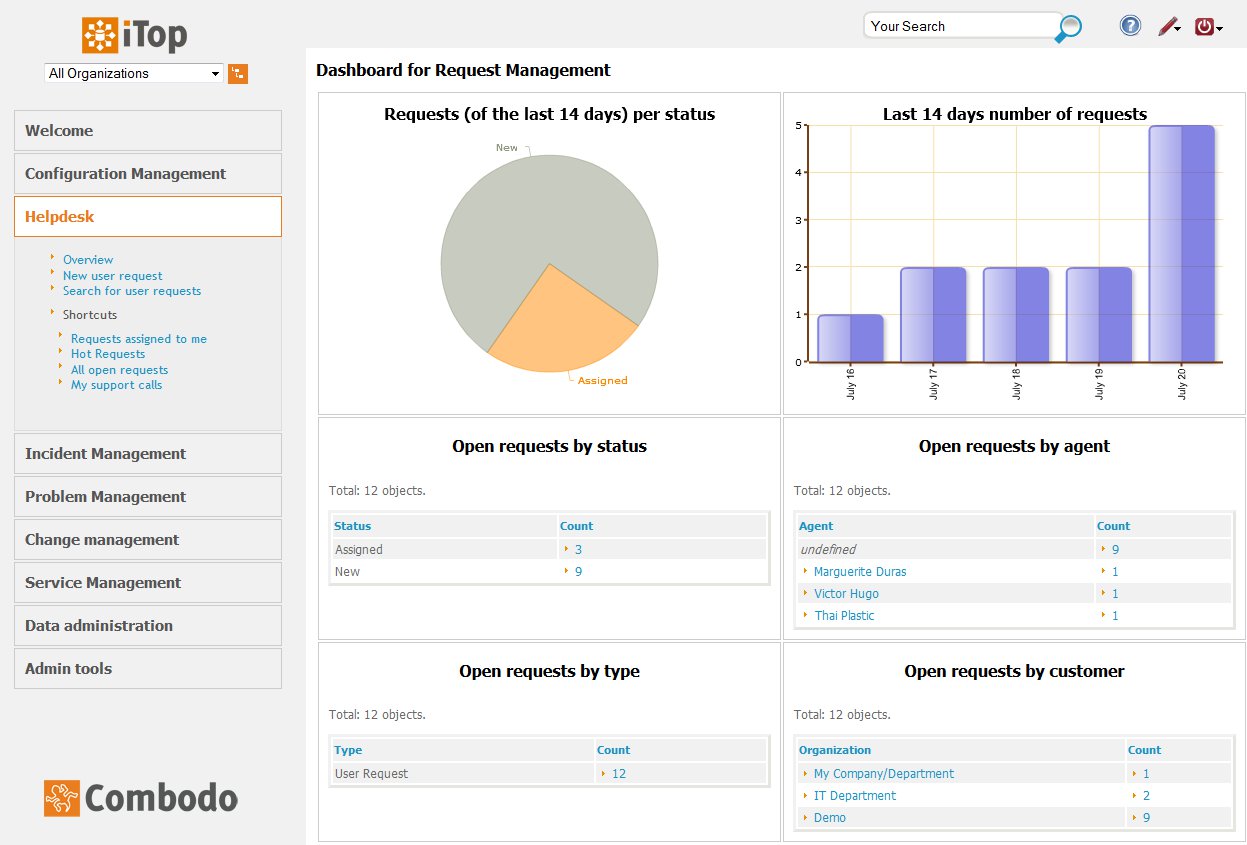 iTop
All Organizations
Your Search
Welcome
Configuration Management
Helpdesk
Overview
New user request
Search for user requests
Shortcuts
Requests assigned to me
Hot Requests
All open requests
My support calls
Incident Management
Problem Management
Change management
Service Management
Data administration
Admin tools
Combodo
Dashboard for Request Management
Requests (of the last 14 days) per status
New
Assigned
Last 14 days number of requests
5
4
3
2
1
0
July 16
July 17
July 18
July 19
July 20
Open requests by status
Total: 12 objects.
Status Count
Assigned 3
New 9
Open requests by agent
Total: 12 objects.
Agent Count
undefined 9
Marguerite Duras 1
Victor Hugo 1
Thai Plastic 1
Open requests by type
Total: 12 objects.
Type Count
User Request 12
Open requests by customer
Total: 12 objects.
Organization Count
My Company/Department 1
IT Department 2
Demo 9